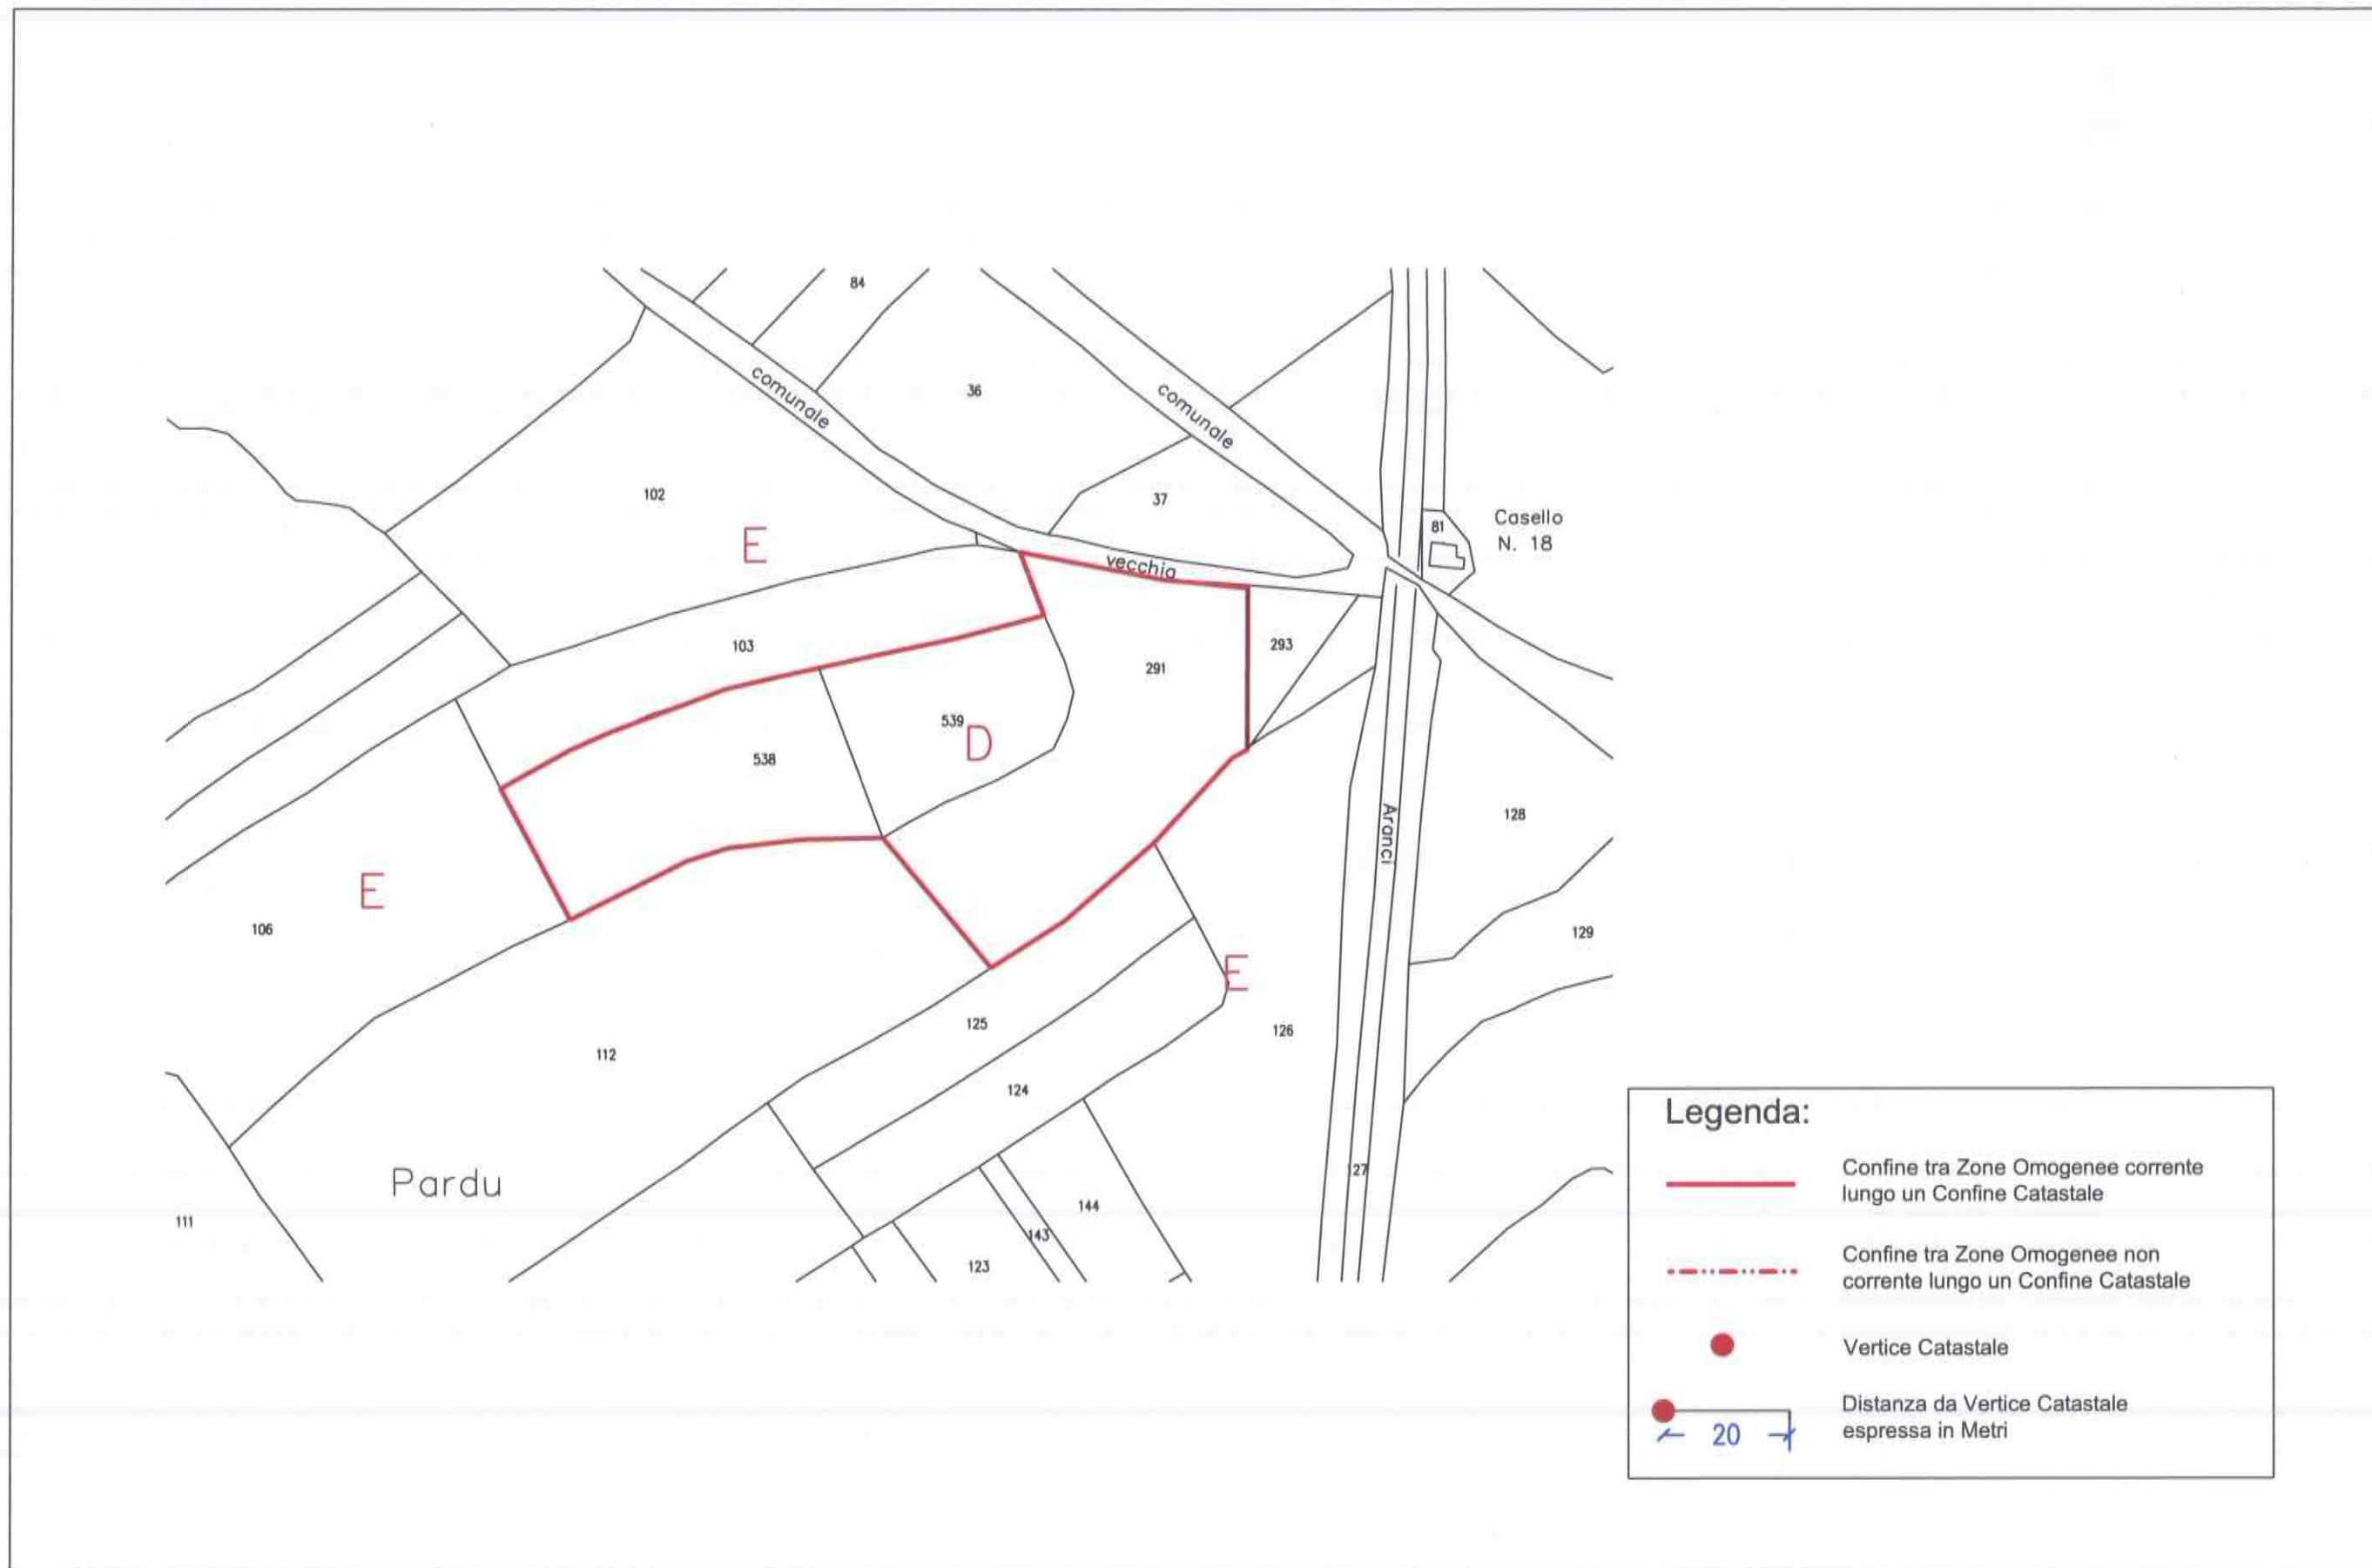 84
comunale
36
comunale
102
37
E
81
Casello
N. 18
vecchia
103
293
291
539
D
538
Aranci
128
E
106
129
E
125
126
112
124
127
Pardu
111
144
143
123
Legenda:
Confine tra Zone Omogenee corrente
lungo un Confine Catastale
Confine tra Zone Omogenee non
corrente lungo un Confine Catastale
Vertice Catastale
Distanza da Vertice Catastale
espressa in Metri
20